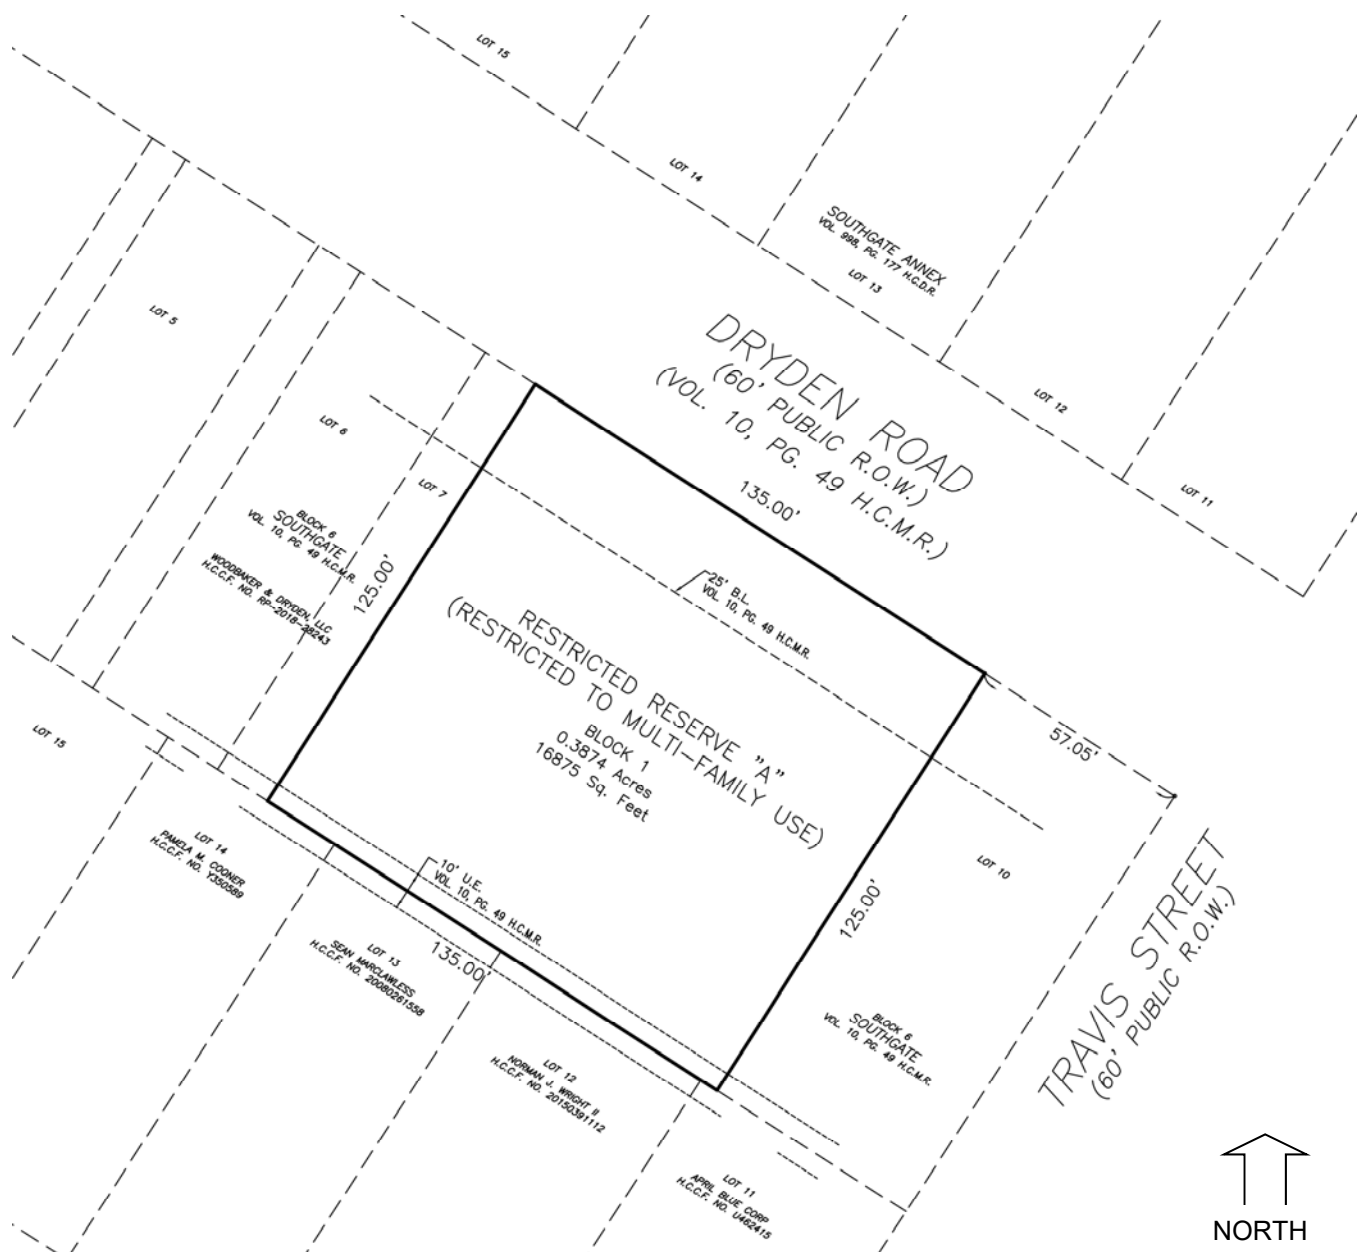 LOT 15
LOT 14
SOUTHGATE ANNEX
VOL. 998, PG. 177 H.C.D.R.
LOT 13
LOT 12
LOT 11
DRYDEN ROAD
(60' PUBLIC R.O.W.)
(VOL. 10, PG. 49 H.C.M.R.)
135.00'
LOT 5
LOT 6
LOT 7
BLOCK 6
SOUTHGATE
VOL. 10, PG. 49 H.C.M.R.
WOODBAKER & DRYDEN, LLC
H.C.C.F. NO. RP-2018-28243
125.00'
25' B.L.
VOL. 10, PG. 49 H.C.M.R.
RESTRICTED RESERVE "A"
(RESTRICTED TO MULTI-FAMILY USE)
BLOCK 1
0.3874 Acres
16875 Sq. Feet
57.05'
LOT 10
125.00'
TRAVIS STREET
(60' PUBLIC R.O.W.)
BLOCK 6
SOUTHGATE
VOL. 10, PG. 49 H.C.M.R.
10' U.E.
VOL. 10, PG. 49 H.C.M.R.
135.00'
LOT 15
LOT 14
PAMELA M. COONER
H.C.C.F. NO. Y350589
LOT 13
SEAN MARCLAWLESS
H.C.C.F. NO. 20080261558
LOT 12
NORMAN J. WRIGHT II
H.C.C.F. NO. 20150391112
LOT 11
APRIL BLUE CORP
H.C.C.F. NO. U462415
NORTH